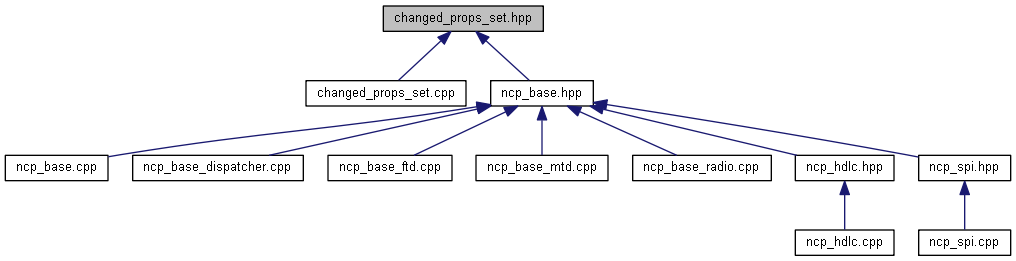 changed_props_set.hpp
changed_props_set.cpp
ncp_base.hpp
ncp_base.cpp
ncp_base_dispatcher.cpp
ncp_base_ftd.cpp
ncp_base_mtd.cpp
ncp_base_radio.cpp
ncp_hdlc.hpp
ncp_spi.hpp
ncp_hdlc.cpp
ncp_spi.cpp